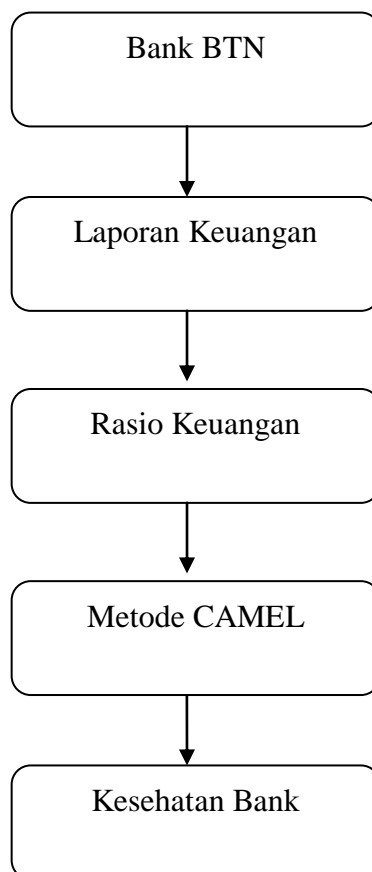 Bank BTN
Laporan Keuangan
Rasio Keuangan
Metode CAMEL
Kesehatan Bank